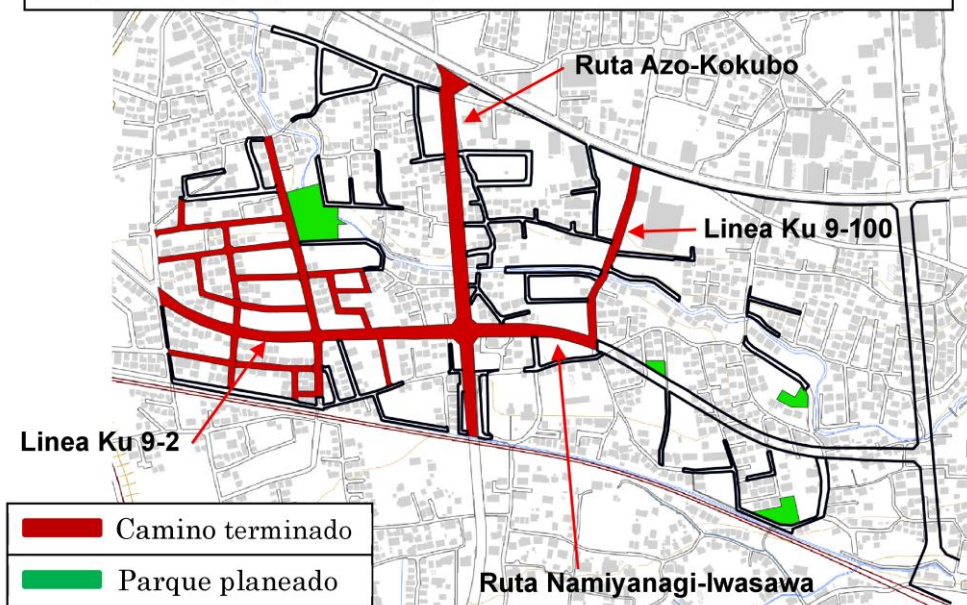 Ruta Azo-Kokubo
Linea Ku 9-100
Linea Ku 9-2
Camino terminado
Parque planeado
Ruta Namiyanagi-Iwasawa